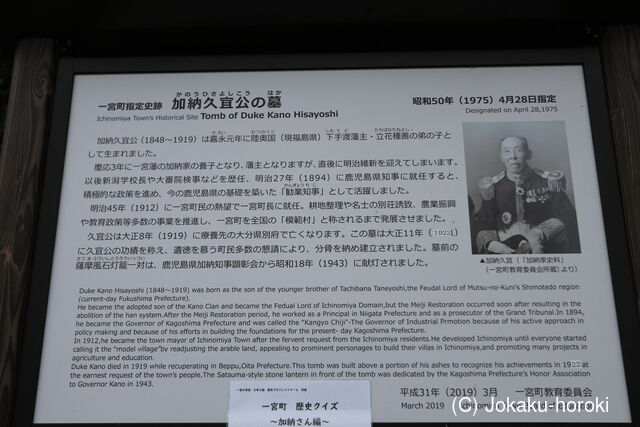 一宮町指定史跡 加納久宜公の墓
かのうひさよしこう はか
Ichinomiya Town's Historical Site Tomb of Duke Kano Hisayoshi
昭和50年（1975）4月28日指定
Designated on April 28,1975
加納久宜公（1848～1919）は嘉永元年に陸奥国（現福島県）下手渡藩主・立花種善の弟の子と
して生まれました。
慶応3年に一宮藩の加納家の養子となり、藩主となりますが、直後に明治維新を迎えてしまいます。
以後新潟学校長や大審院検事などを歴任、明治27年（1894）に鹿児島県知事に就任すると、
積極的な政策を進め、今の鹿児島県の基礎を築いた「勧業知事」として活躍しました。
明治45年（1912）に一宮町民の熱望で一宮町長に就任。耕地整理や名士の別荘誘致、農業振興
や教育政策等多数の事業を推進し、一宮町を全国の「模範村」と称されるまで発展させました。
久宜公は大正8年（1919）に療養先の大分県別府で亡くなります。この墓は大正11年（1922）
に久宜公の功績を称え、遺徳を慕う町民多数の懇請により、分骨を納め建立されました。墓前の
薩摩風石灯籠一対は、鹿児島県加納知事顕彰会から昭和18年（1943）に献灯されました。
▲加納久宜（「加納家史料」
（一宮町教育委員会所蔵）より）
Duke Kano Hisayoshi (1848-1919) was born as the son of the younger brother of Tachibana Taneyoshi,the Feudal Lord of Mutsu-no-Kuni's Shimotedo region
(current-day Fukushima Prefecture).
He became the adopted son of the Kano Clan and became the Fedual Lord of Ichinomiya Domain,but the Meiji Restoration occured soon after resulting in the
abolition of the han system.After the Meiji Restoration period, he worked as a Principal in Niigata Prefecture and as a prosecutor of the Grand Tribunal.In 1894,
he became the Governor of Kagoshima Prefecture and was called the "Kangyo Chiji"-The Governor of Industrial Prmotion because of his active approach in
policy making and because of his efforts in building the foundations for the present- day Kagoshima Prefecture.
In 1912,he became the town mayor of Ichinomiya Town after the fervent request from the Ichinomiya residents.He developed Ichinomiya until everyone started
calling it the "model village"by readjusting the arable land, appealing to prominent personages to build their villas in Ichinomiya,and promoting many projects in
agriculture and education.
Duke Kano died in 1919 while recuperating in Beppu,Oita Prefecture.This tomb was built above a portion of his ashes to recognize his achievements in 1922at
the earnest request of the town's people.The Satsuma-style stone lantern in front of the tomb was dedicated by the Kagoshima Prefecture's Honor Association
to Governor Kano in 1943.
平成31年（2019）3月 一宮町教育委員会
March 2019
一宮町 歴史クイズ
～加納さん編～
(C) Jokaku horoki